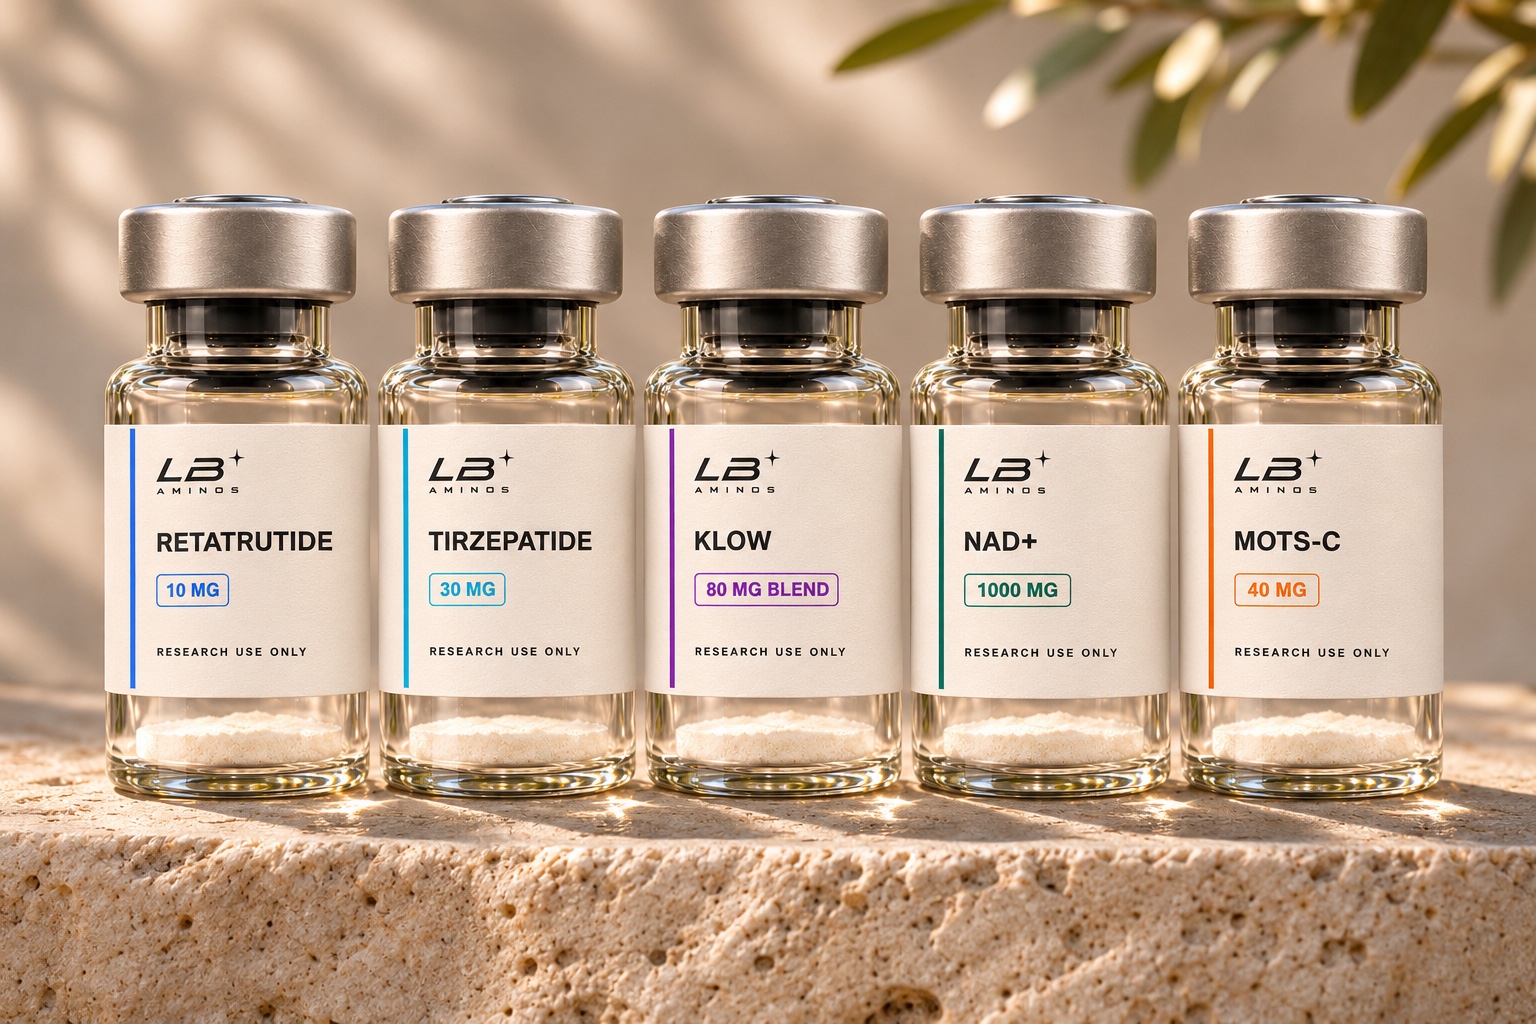 LB
AMINOS
RETATRUTIDE
10 MG
RESEARCH USE ONLY
LB
AMINOS
TIRZEPATIDE
30 MG
RESEARCH USE ONLY
LB
AMINOS
KLOW
80 MG BLEND
RESEARCH USE ONLY
LB
AMINOS
NAD+
1000 MG
RESEARCH USE ONLY
LB
AMINOS
MOTS-C
40 MG
RESEARCH USE ONLY